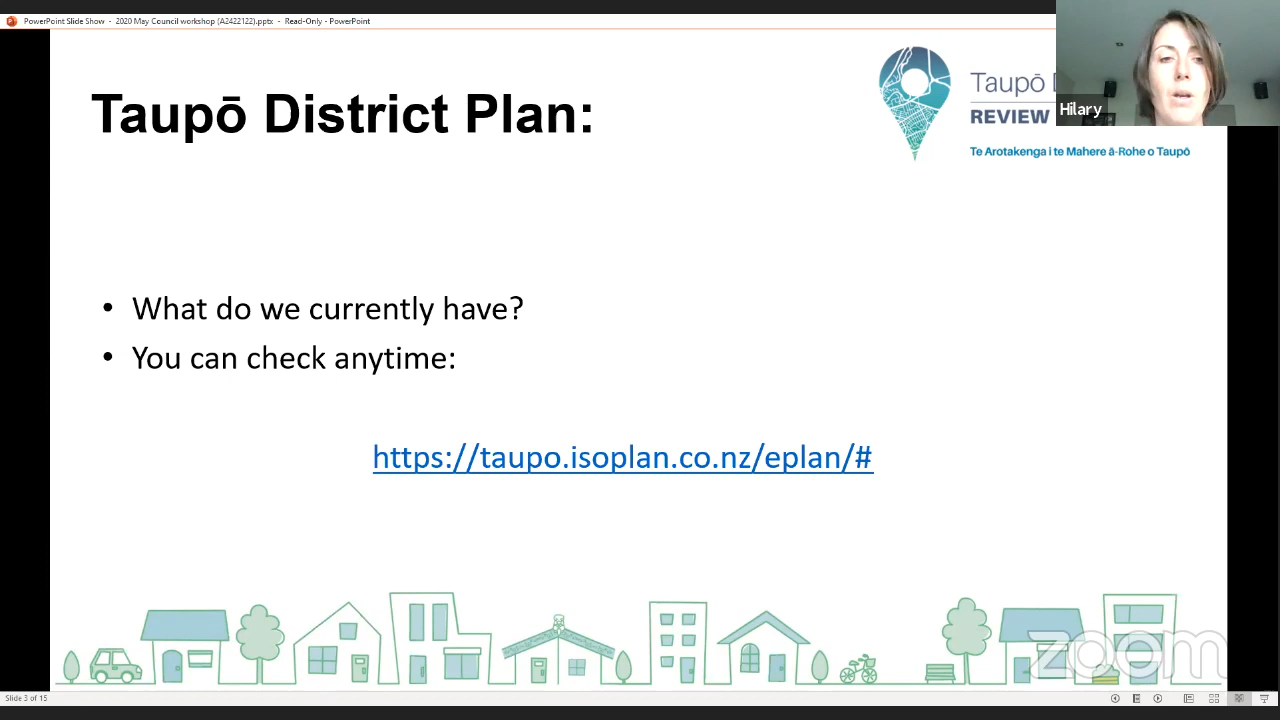 PowerPoint Slide Show - 2020 May Council workshop (A2422122).pptx - Read-Only - PowerPoint
Taupō District Plan:
Taupō D
REVIEW
Te Arotakenga i te Mahere ā-Rohe o Taupō
Hilary
• What do we currently have?
• You can check anytime:
https://taupo.isoplan.co.nz/eplan/#
zoom
Slide 3 of 15